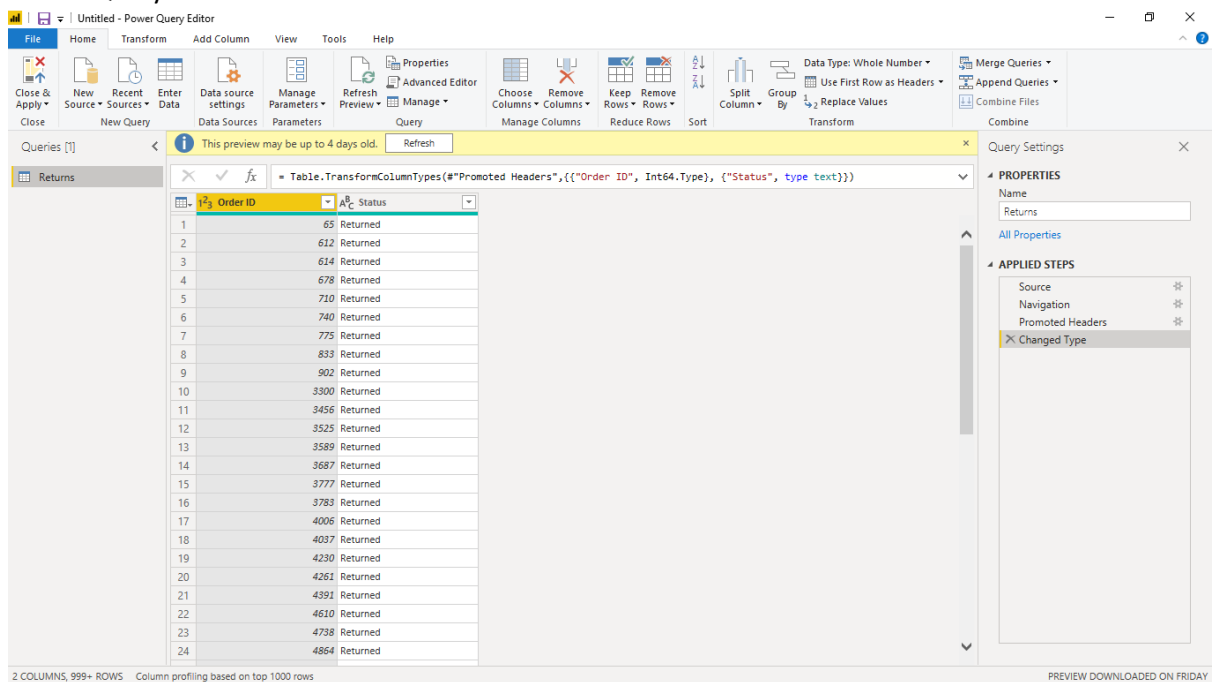 Untitled - Power Query Editor
File Home Transform Add Column View Tools Help
Close & Apply
New Source
Recent Sources
Enter Data
Data source settings
Manage Parameters
Refresh Preview
Properties
Advanced Editor
Manage
Choose Columns
Remove Columns
Keep Rows
Remove Rows
Split Column
Group By
Data Type: Whole Number
Use First Row as Headers
Replace Values
Merge Queries
Append Queries
Combine Files
Close New Query Data Sources Parameters Query Manage Columns Reduce Rows Sort Transform Combine
Queries [1]
Returns
This preview may be up to 4 days old. Refresh
fx = Table.TransformColumnTypes(#"Promoted Headers",{{"Order ID", Int64.Type}, {"Status", type text}})
123 Order ID ABC Status
1 65 Returned
2 612 Returned
3 614 Returned
4 678 Returned
5 710 Returned
6 740 Returned
7 775 Returned
8 833 Returned
9 902 Returned
10 3300 Returned
11 3456 Returned
12 3525 Returned
13 3589 Returned
14 3687 Returned
15 3777 Returned
16 3783 Returned
17 4006 Returned
18 4037 Returned
19 4230 Returned
20 4261 Returned
21 4391 Returned
22 4610 Returned
23 4738 Returned
24 4864 Returned
Query Settings
PROPERTIES
Name
Returns
All Properties
APPLIED STEPS
Source
Navigation
Promoted Headers
Changed Type
2 COLUMNS, 999+ ROWS Column profiling based on top 1000 rows
PREVIEW DOWNLOADED ON FRIDAY